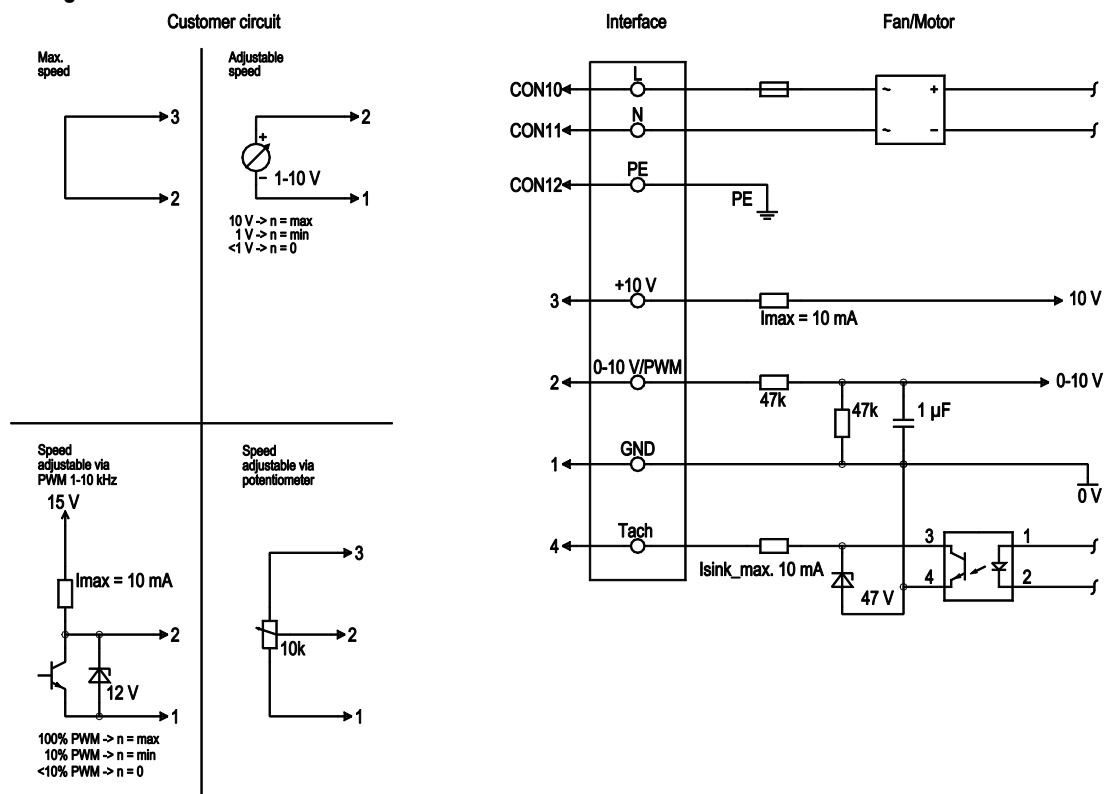 Customer circuit
Interface
Fan/Motor
Max.
speed
3
2
Adjustable
speed
2
+
– 1-10 V
1
10 V -> n = max
1 V -> n = min
<1 V -> n = 0
Speed
adjustable via
PWM 1-10 kHz
15 V
Imax = 10 mA
2
12 V
1
100% PWM -> n = max
10% PWM -> n = min
<10% PWM -> n = 0
Speed
adjustable via
potentiometer
3
2
10k
1
CON10
L
~
+
CON11
N
~
–
CON12
PE
PE
3
+10 V
10 V
Imax = 10 mA
2
0-10 V/PWM
0-10 V
47k
47k
1 µF
1
GND
0 V
4
Tach
3
1
Isink_max. 10 mA
4
2
47 V